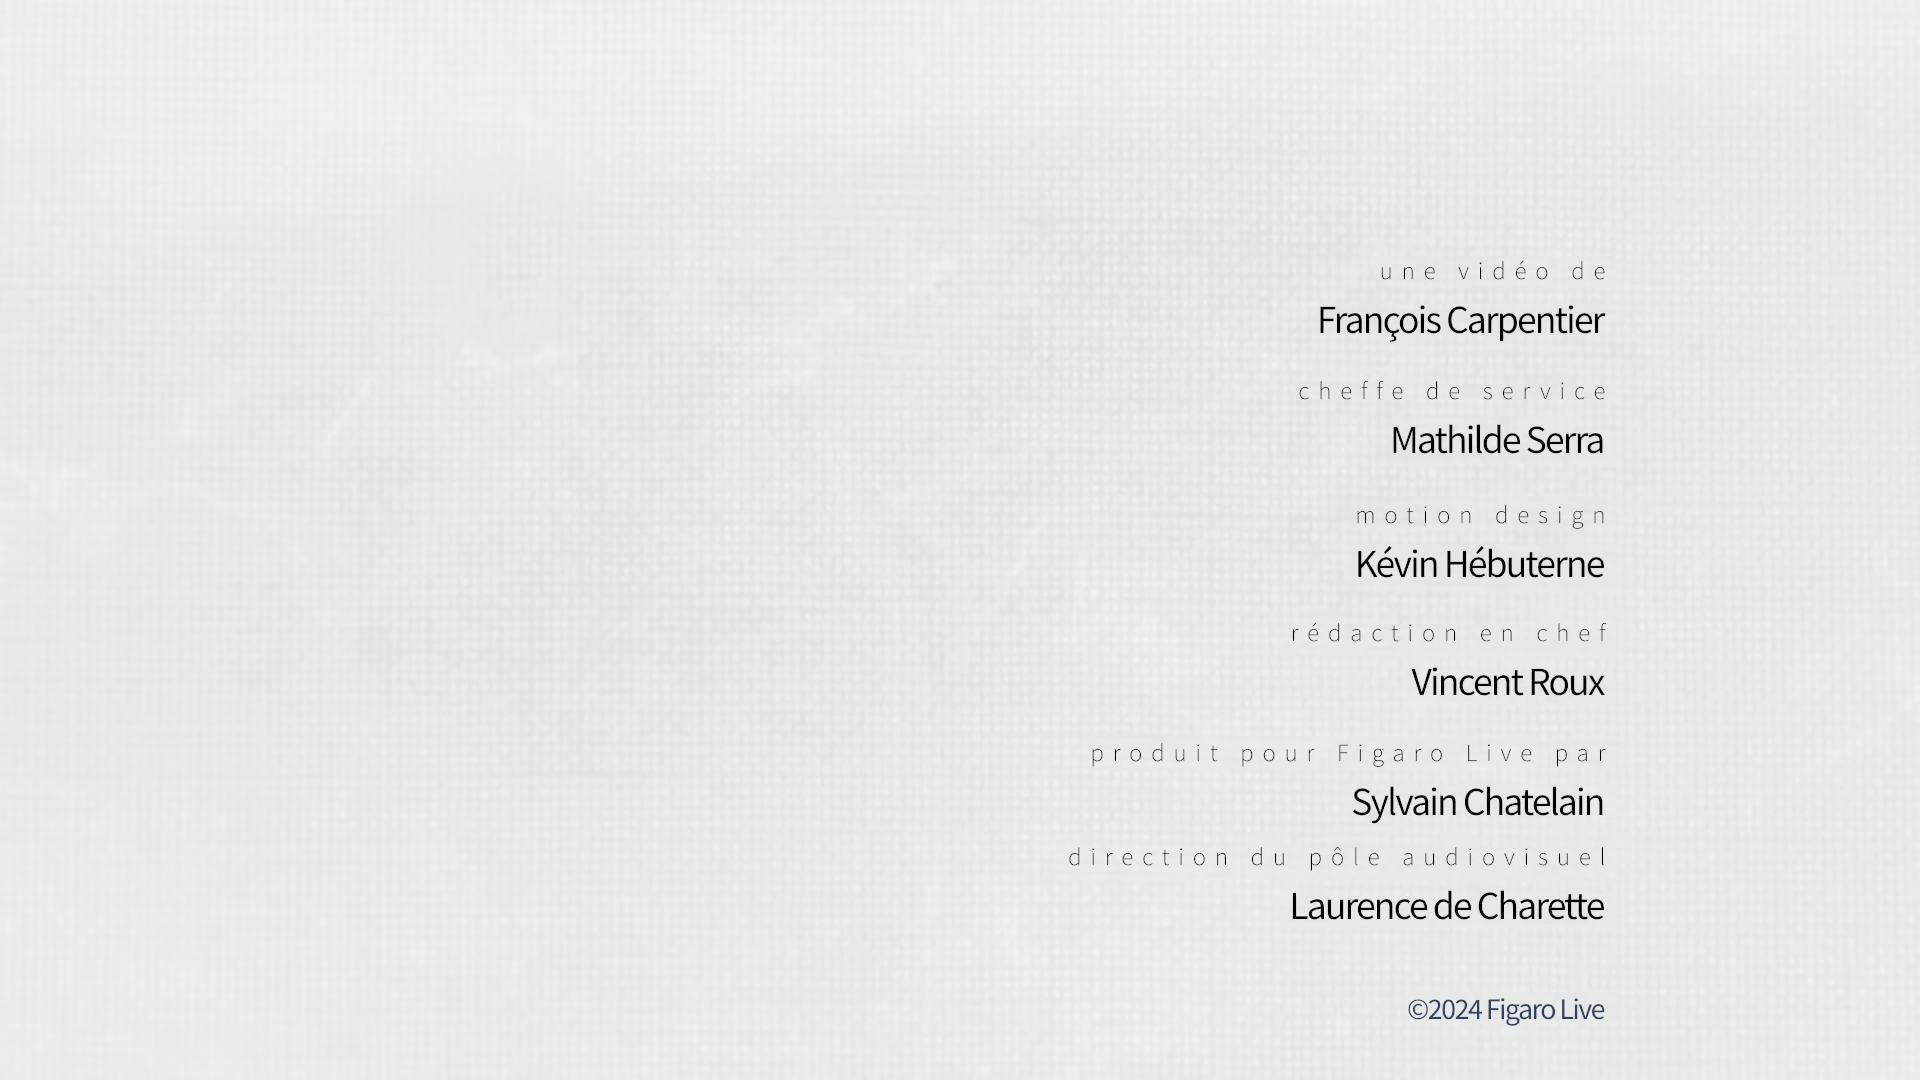 une vidéo de
François Carpentier
cheffe de service
Mathilde Serra
motion design
Kévin Hébuterne
rédaction en chef
Vincent Roux
produit pour Figaro Live par
Sylvain Chatelain
direction du pôle audiovisuel
Laurence de Charette
©2024 Figaro Live